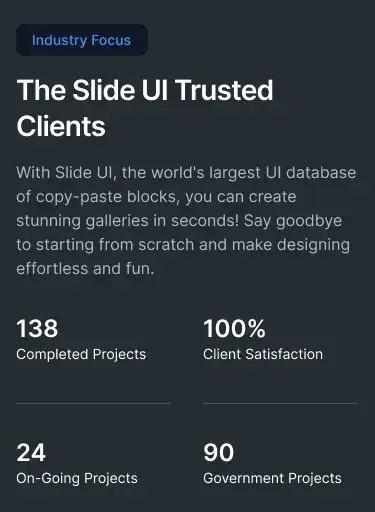 Industry Focus
The Slide UI Trusted
Clients
With Slide UI, the world's largest UI database
of copy-paste blocks, you can create
stunning galleries in seconds! Say goodbye
to starting from scratch and make designing
effortless and fun.
138
Completed Projects
100%
Client Satisfaction
24
On-Going Projects
90
Government Projects